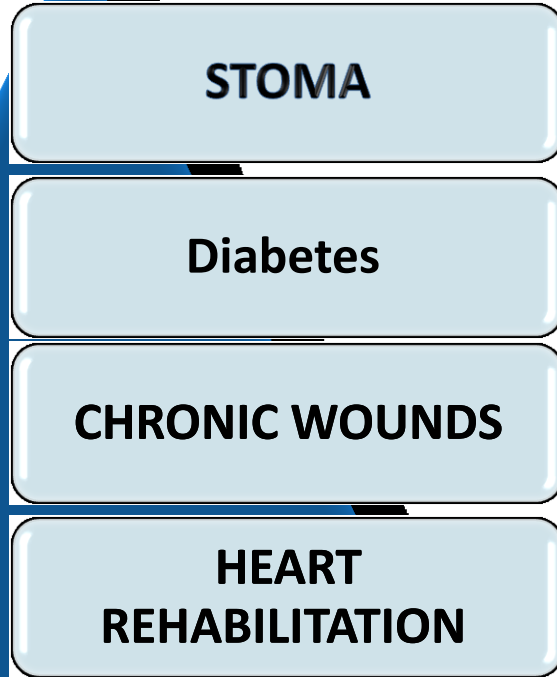 STOMA
Diabetes
CHRONIC WOUNDS
HEART
REHABILITATION